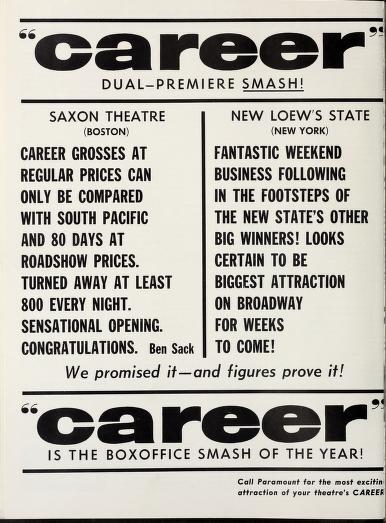 "career"
DUAL—PREMIERE SMASH!
SAXON THEATRE
(BOSTON)
CAREER GROSSES AT
REGULAR PRICES CAN
ONLY BE COMPARED
WITH SOUTH PACIFIC
AND 80 DAYS AT
ROADSHOW PRICES.
TURNED AWAY AT LEAST
800 EVERY NIGHT.
SENSATIONAL OPENING.
CONGRATULATIONS. Ben Sack
NEW LOEW'S STATE
(NEW YORK)
FANTASTIC WEEKEND
BUSINESS FOLLOWING
IN THE FOOTSTEPS OF
THE NEW STATE'S OTHER
BIG WINNERS! LOOKS
CERTAIN TO BE
BIGGEST ATTRACTION
ON BROADWAY
FOR WEEKS
TO COME!
We promised it—and figures prove it!
"career"
IS THE BOXOFFICE SMASH OF THE YEAR!
Call Paramount for the most excitin
attraction of your theatre's CAREER